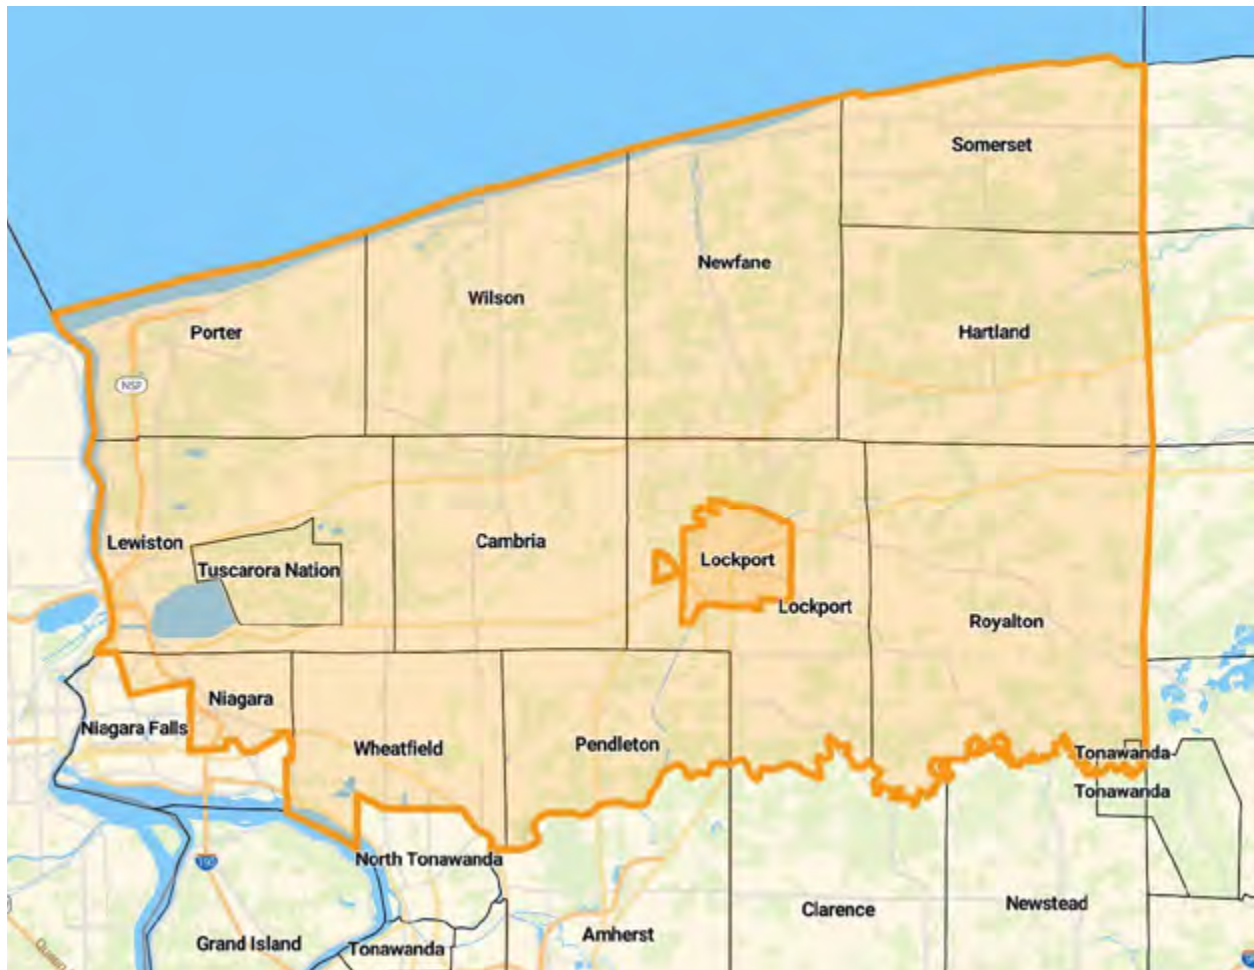 Somerset
Newfane
Wilson
Porter
Hartland
NSP
Lewiston
Cambria
Lockport
Tuscarora Nation
Lockport
Royalton
Niagara
Niagara Falls
Wheatfield
Pendleton
Tonawanda
Tonawanda
North Tonawanda
Clarence
Newstead
Amherst
Grand Island
Tonawanda